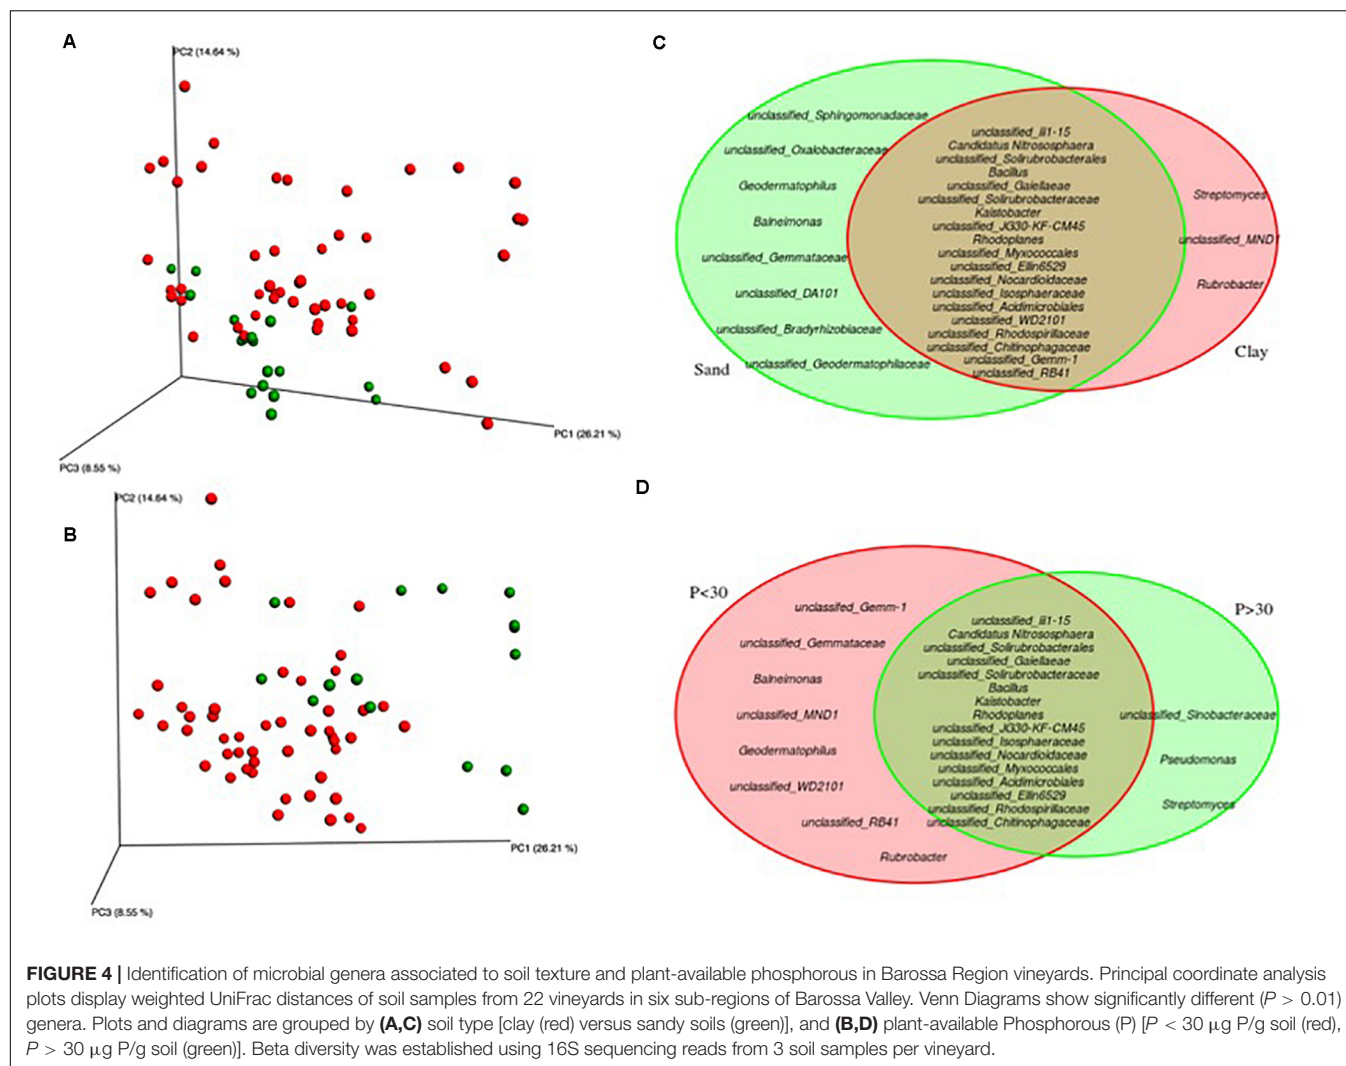 A
PC2 (14.64 %)
PC1 (26.21 %)
PC3 (8.55 %)
C
unclassified_Sphingomonadaceae
unclassified_Oxalobacteraceae
Geodermatophilus
Balneimonas
unclassified_Gemmataceae
unclassified_DA101
unclassified_Bradyrhizobiaceae
unclassified_Geodermatophilaceae
Sand
unclassified_iii1-15
Candidatus Nitrososphaera
unclassified_Solirubrobacterales
Bacillus
unclassified_Gaiellaeae
unclassified_Solirubrobacteraceae
Kaistobacter
unclassified_JG30-KF-CM45
Rhodoplanes
unclassified_Myxococcales
unclassified_Ellin6529
unclassified_Nocardioidaceae
unclassified_Isosphaeraceae
unclassified_Acidimicrobiales
unclassified_WD2101
unclassified_Rhodospirillaceae
unclassified_Chitinophagaceae
unclassified_Gemm-1
unclassified_RB41
Streptomyces
unclassified_MND1
Rubrobacter
Clay
B
PC2 (14.64 %)
PC1 (26.21 %)
PC3 (8.55 %)
D
P<30
unclassifed_Gemm-1
unclassified_Gemmataceae
Balneimonas
unclassified_MND1
Geodermatophilus
unclassified_WD2101
unclassified_RB41
Rubrobacter
unclassified_iii1-15
Candidatus Nitrososphaera
unclassified_Solirubrobacterales
unclassified_Gaiellaeae
unclassified_Solirubrobacteraceae
Bacillus
Kaistobacter
Rhodoplanes
unclassified_JG30-KF-CM45
unclassified_Isosphaeraceae
unclassified_Nocardioidaceae
unclassified_Myxococcales
unclassified_Acidimicrobiales
unclassified_Ellin6529
unclassified_Rhodospirillaceae
unclassified_Chitinophagaceae
P>30
unclassified_Sinobacteraceae
Pseudomonas
Streptomyces
FIGURE 4 | Identification of microbial genera associated to soil texture and plant-available phosphorous in Barossa Region vineyards. Principal coordinate analysis
plots display weighted UniFrac distances of soil samples from 22 vineyards in six sub-regions of Barossa Valley. Venn Diagrams show significantly different (P > 0.01)
genera. Plots and diagrams are grouped by (A,C) soil type [clay (red) versus sandy soils (green)], and (B,D) plant-available Phosphorous (P) [P < 30 μg P/g soil (red),
P > 30 μg P/g soil (green)]. Beta diversity was established using 16S sequencing reads from 3 soil samples per vineyard.